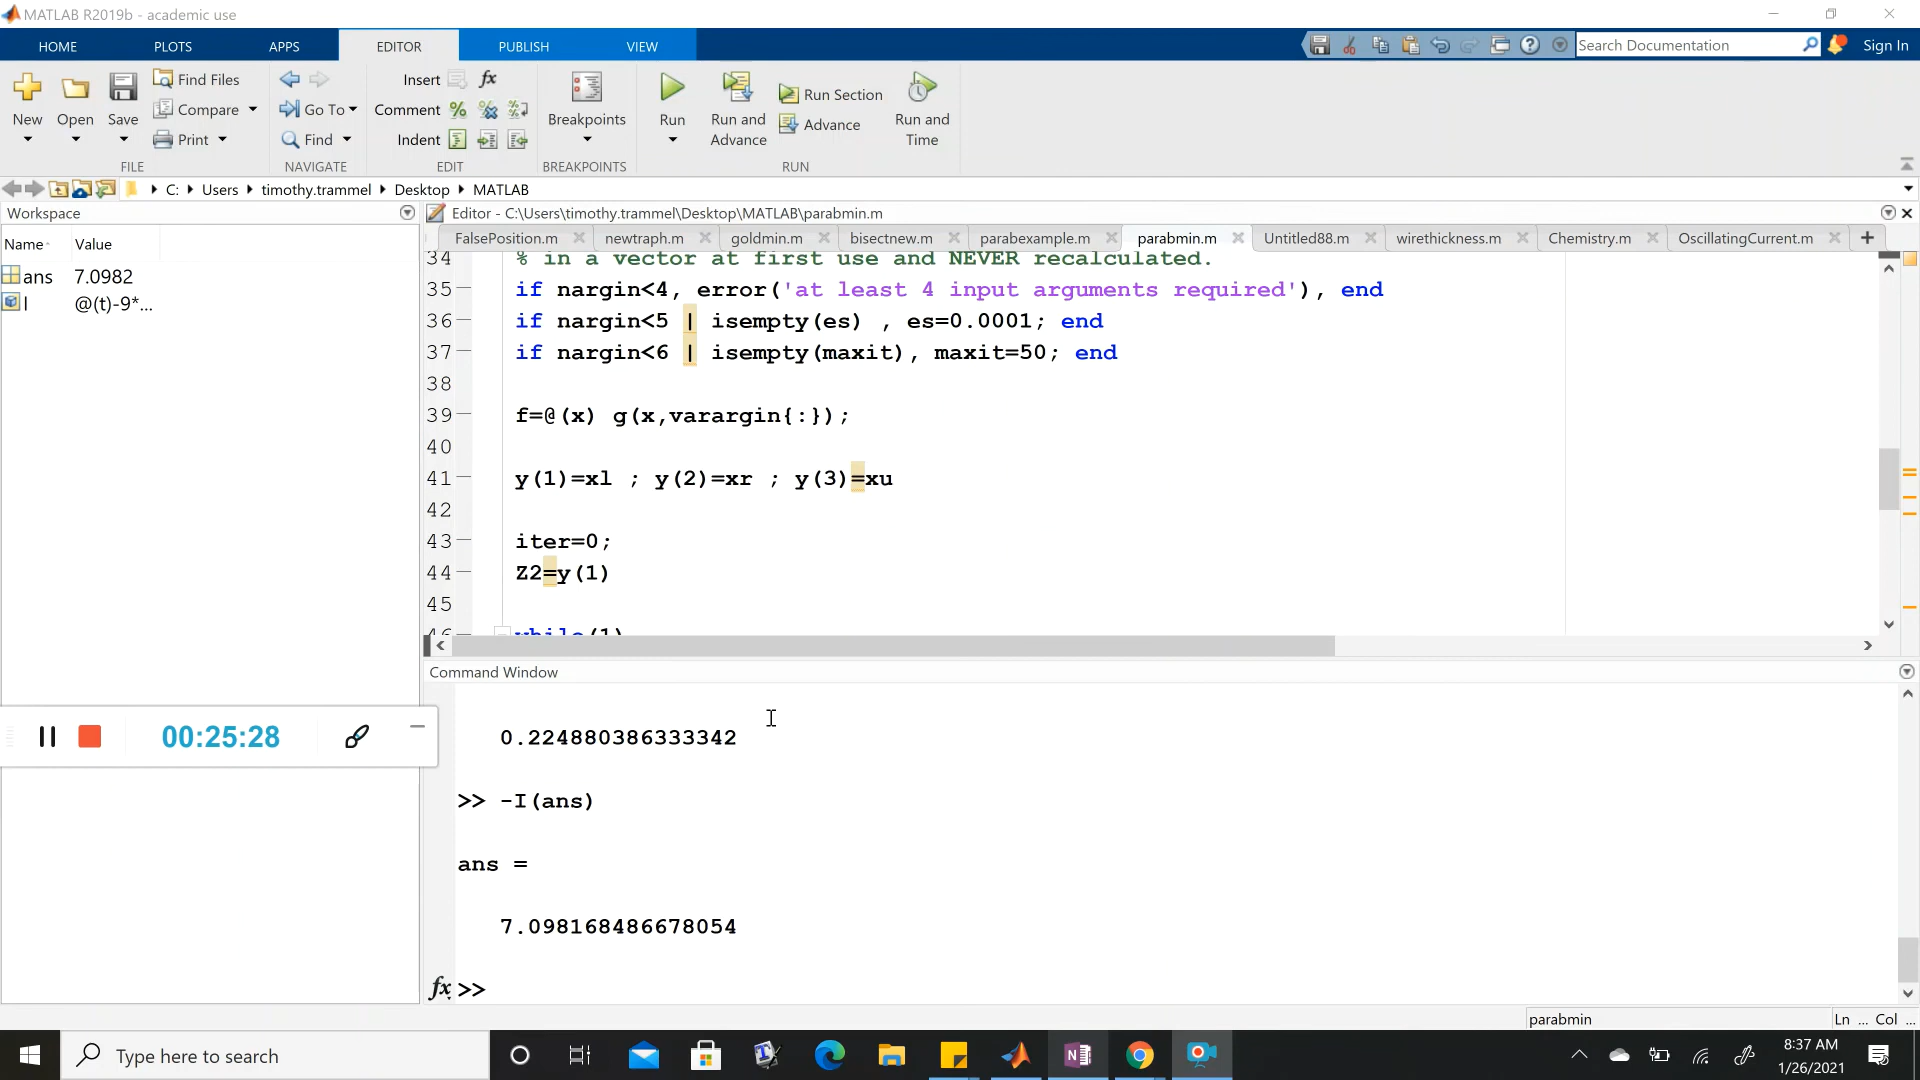 MATLAB R2019b - academic use
HOME PLOTS APPS EDITOR PUBLISH VIEW Search Documentation Sign In
New Open Save Find Files Compare Print FILE
Go To Find NAVIGATE
Insert fx Comment Indent EDIT
Breakpoints BREAKPOINTS
Run Run and Advance Run Section Advance Run and Time RUN
C: Users timothy.trammel Desktop MATLAB
Workspace
Name Value
ans 7.0982
I @(t)-9*...
Editor - C:\Users\timothy.trammel\Desktop\MATLAB\parabmin.m
FalsePosition.m newtraph.m goldmin.m bisectnew.m parabexample.m parabmin.m Untitled88.m wirethickness.m Chemistry.m OscillatingCurrent.m
34 % in a vector at first use and NEVER recalculated.
35 if nargin<4, error('at least 4 input arguments required'), end
36 if nargin<5 | isempty(es) , es=0.0001; end
37 if nargin<6 | isempty(maxit), maxit=50; end
38
39 f=@(x) g(x,varargin{:});
40
41 y(1)=xl ; y(2)=xr ; y(3)=xu
42
43 iter=0;
44 Z2=y(1)
45
46 while(1)
Command Window
0.224880386333342
>> -I(ans)
ans =
7.098168486678054
fx >>
00:25:28
parabmin Ln ... Col ...
Type here to search
8:37 AM
1/26/2021